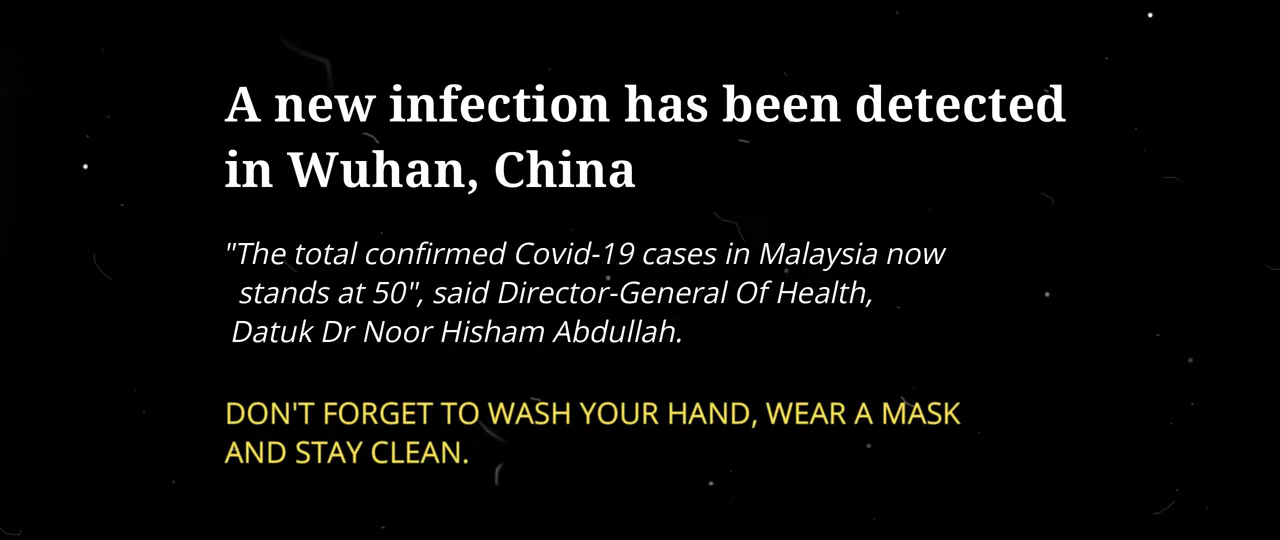 A new infection has been detected
in Wuhan, China
"The total confirmed Covid-19 cases in Malaysia now
stands at 50", said Director-General Of Health,
Datuk Dr Noor Hisham Abdullah.
DON'T FORGET TO WASH YOUR HAND, WEAR A MASK
AND STAY CLEAN.